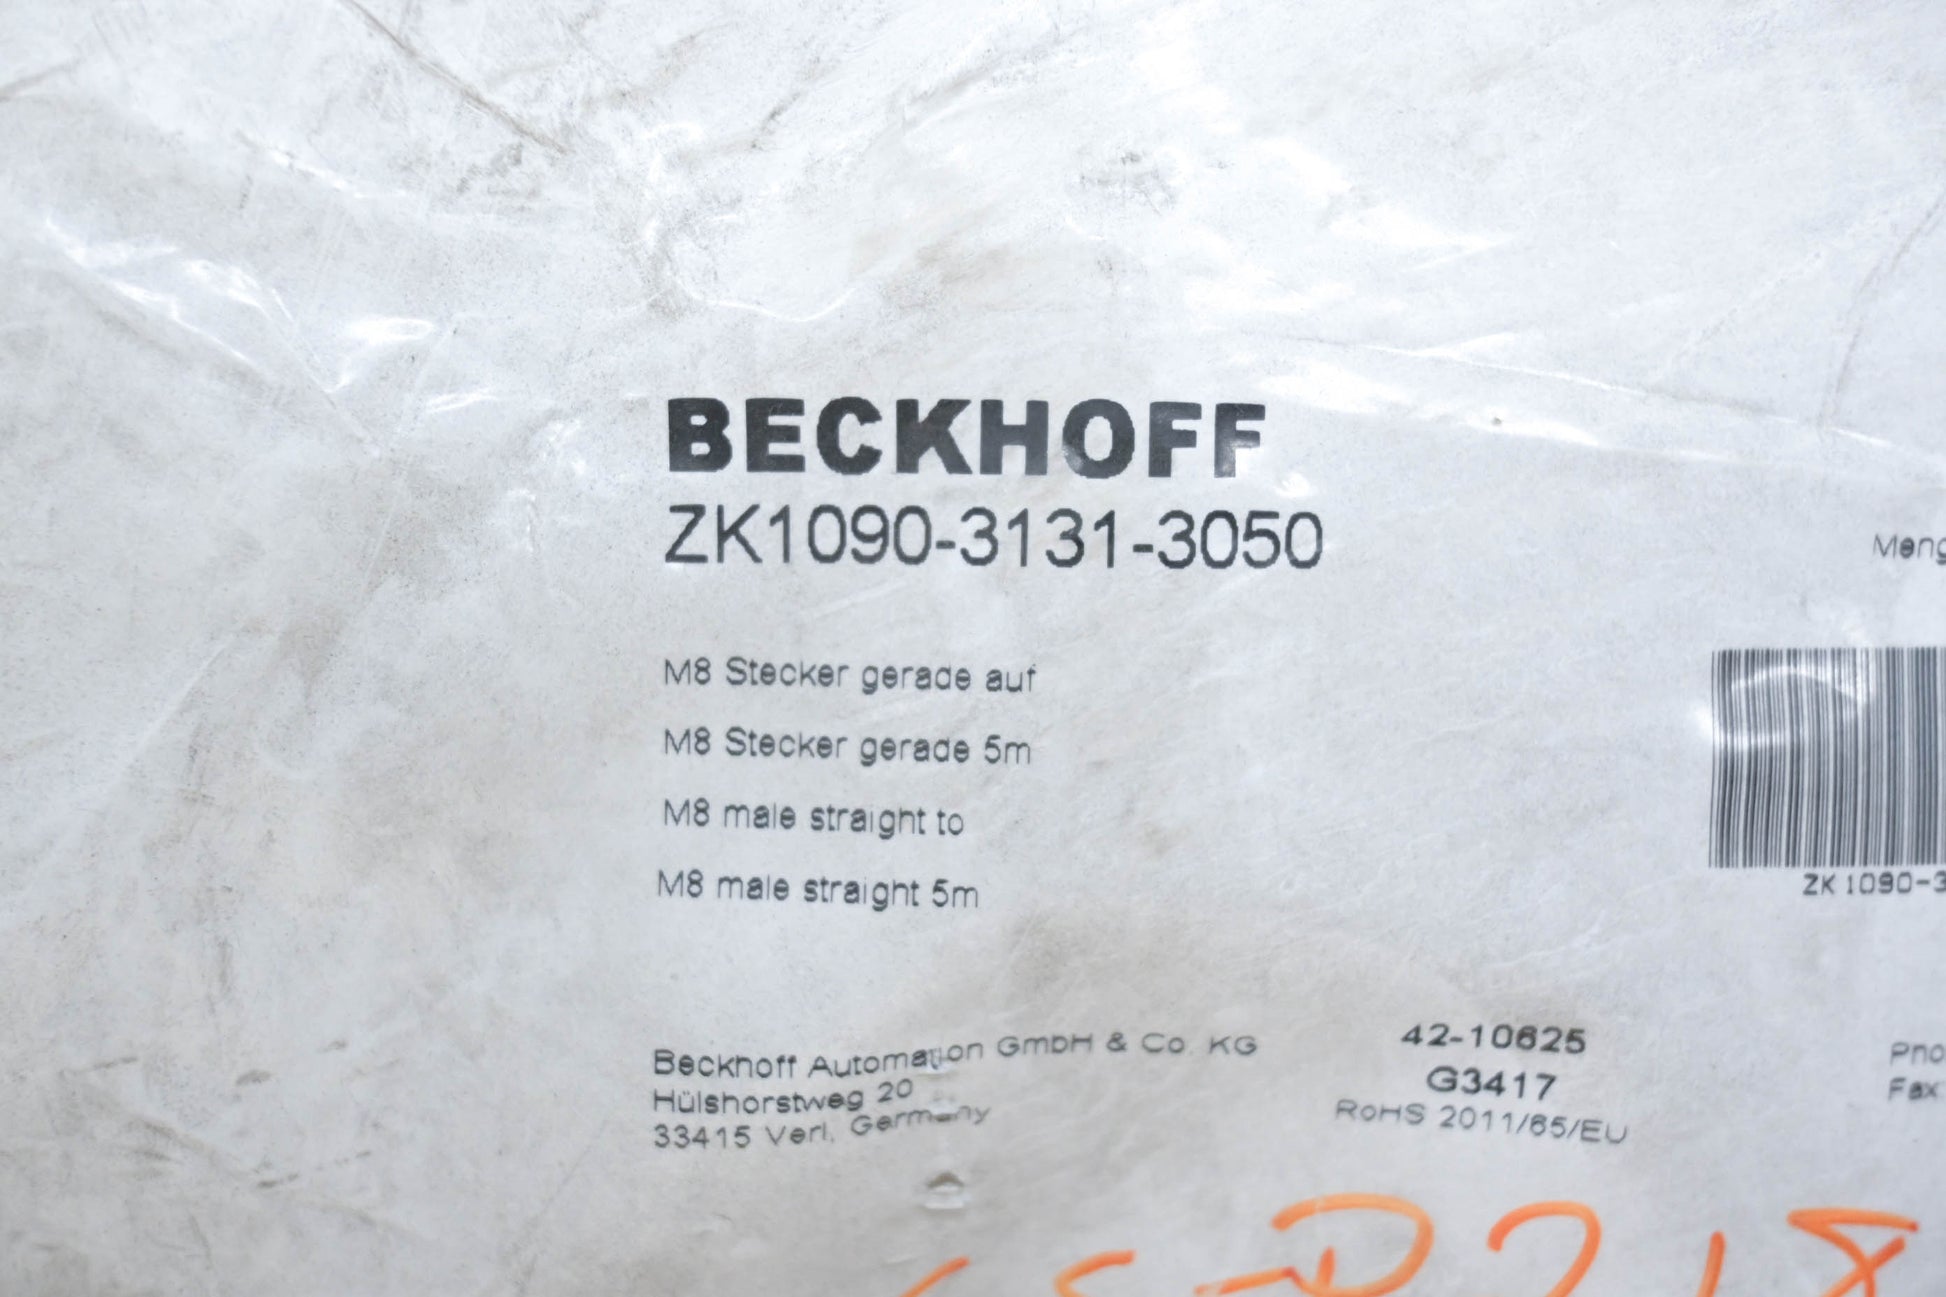 BECKHOFF
ZK1090-3131-3050
Meng
M8 Stecker gerade auf
M8 Stecker gerade 5m
M8 male straight to
M8 male straight 5m
ZK1090-3
Beckhoff Automation GmbH & Co. KG
Hülshorstweg 20
33415 Verl, Germany
42-10625
G3417
RoHS 2011/65/EU
Pho
Fax